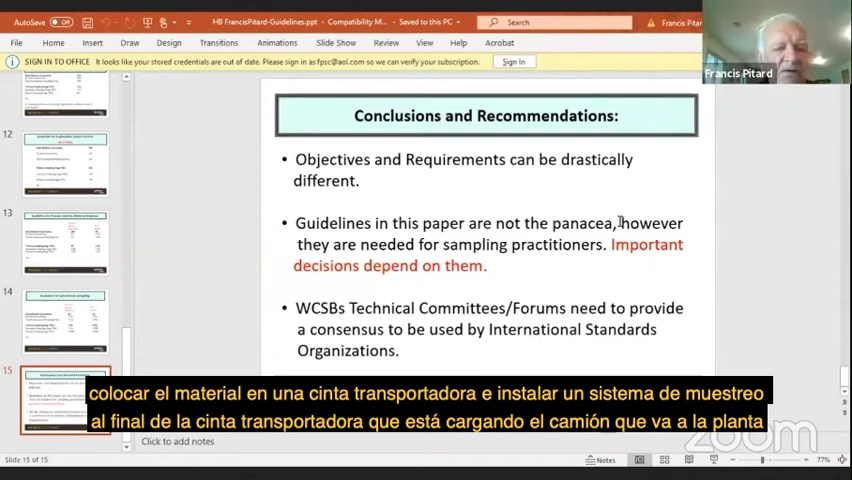 AutoSave Off HB FrancisPitard-Guidelines.ppt - Compatibility M... - Saved to this PC Search Francis Pitard
File Home Insert Draw Design Transitions Animations Slide Show Review View Help Acrobat
SIGN IN TO OFFICE It looks like your stored credentials are out of date. Please sign in as fpsc@aol.com so we can verify your subscription. Sign In
Francis Pitard
12
13
14
15
Conclusions and Recommendations:
• Objectives and Requirements can be drastically
different.
• Guidelines in this paper are not the panacea, however
they are needed for sampling practitioners. Important
decisions depend on them.
• WCSBs Technical Committees/Forums need to provide
a consensus to be used by International Standards
Organizations.
colocar el material en una cinta transportadora e instalar un sistema de muestreo
al final de la cinta transportadora que está cargando el camión que va a la planta
Click to add notes
zoom
Slide 15 of 15 Notes 77%